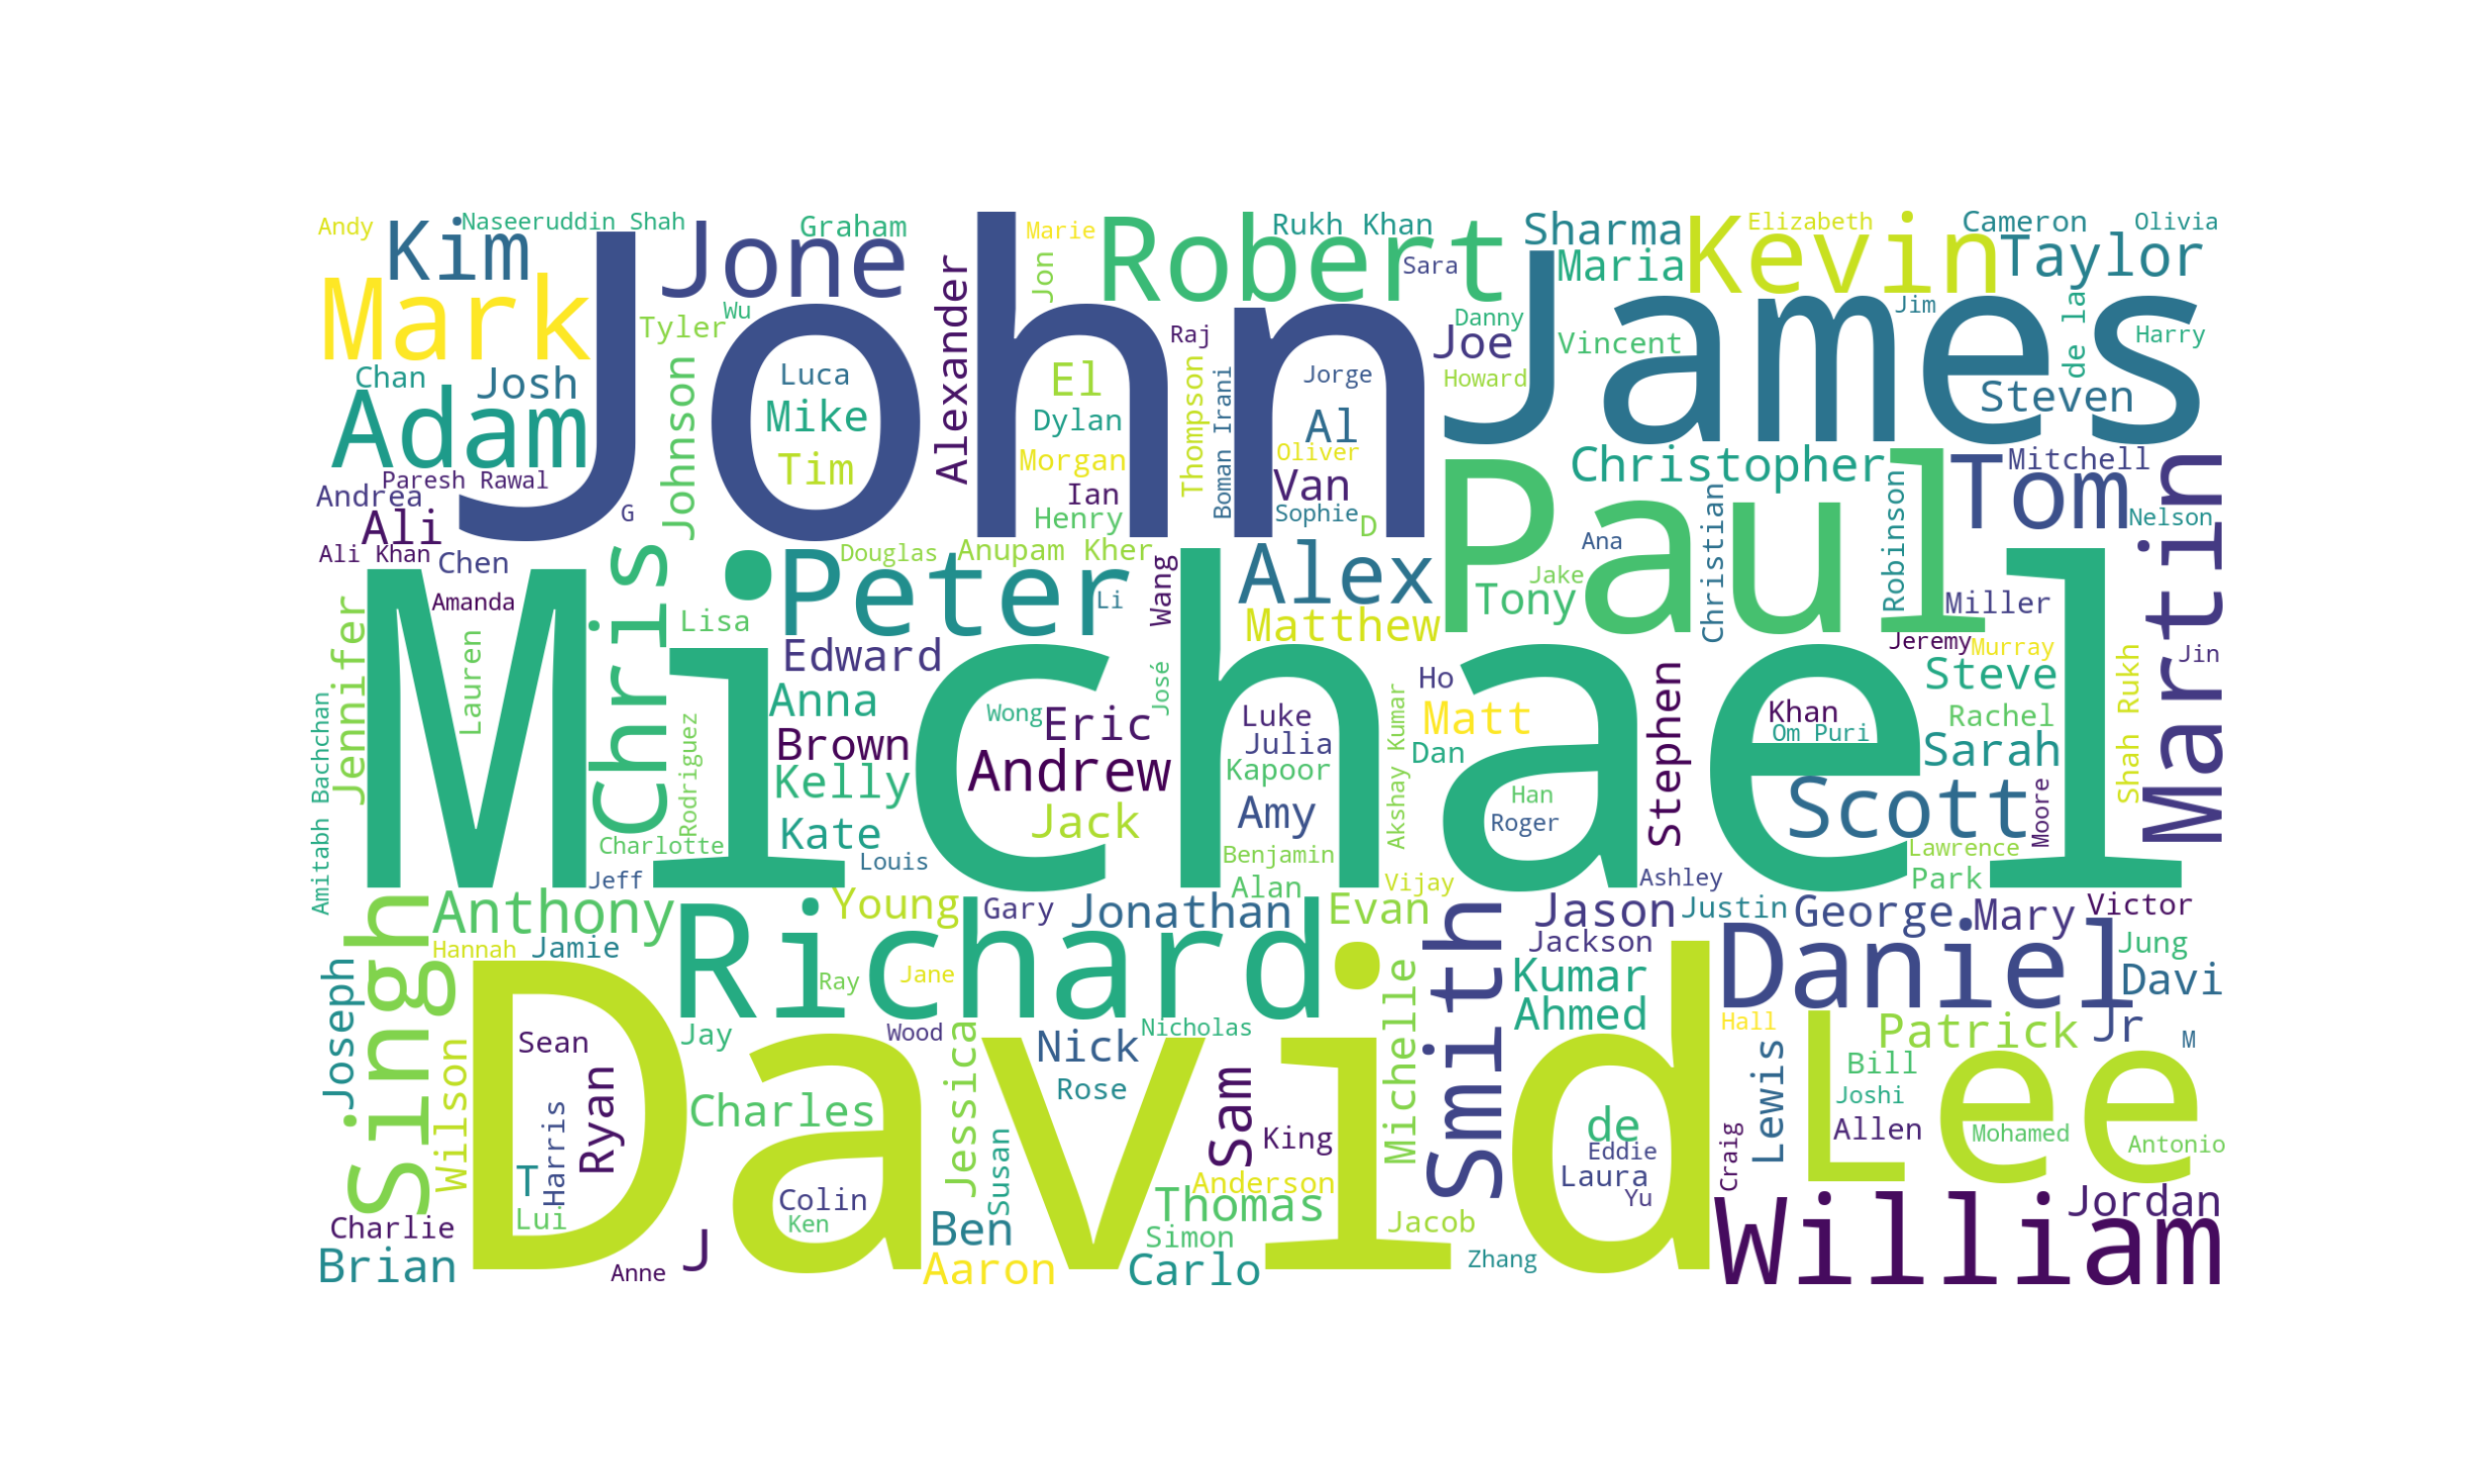 Andy
Kim
Naseeruddin Shah
Jone
Graham
Marie
Robert
Rukh Khan
Sharma
Kevin
Elizabeth
Cameron
Olivia
Mark
Tyler
Wu
John
Alexander
Jon
Sara
James
Maria
Taylor
Chan
Josh
Luca
Mike
Tim
El
Dylan
Morgan
Ian
Henry
Raj
Thompson
Boman Irani
Jorge
Al
Oliver
Van
Sophie
D
Danny
Joe
Howard
Vincent
Jim
de la
Harry
Steven
Adam
Paresh Rawal
Andrea
Ali
G
Johnson
Christopher
Paul
Tom
Mitchell
Nelson
Martin
Ali Khan
Chen
Chris
Peter
Douglas
Anupam Kher
Li
Wang
Alex
Matthew
Tony
Jake
Ana
Christian
Robinson
Miller
Amanda
Jennifer
Lauren
Lisa
Edward
Michael
Anna
Brown
Kelly
Kate
Wong
Eric
Andrew
Jack
José
Luke
Julia
Kapoor
Amy
Benjamin
Alan
Akshay Kumar
Ho
Matt
Dan
Han
Roger
Stephen
Khan
Om Puri
Jeremy
Murray
Steve
Rachel
Sarah
Scott
Moore
Shah Rukh
Jin
Lawrence
Park
Amitabh Bachchan
Rodriguez
Charlotte
Louis
Jeff
Vijay
Ashley
Anthony
Richard
Young
Gary
Jonathan
Evan
Jason
Justin
George
Mary
Victor
Singh
Hannah
Jamie
Ray
Jane
Smith
Jackson
Kumar
Ahmed
Daniel
Jung
Davi
Joseph
Wilson
David
Sean
Ryan
Harris
T
Lui
Jay
Wood
Charles
Jessica
Susan
Nick
Rose
Nicholas
Sam
King
Michelle
Anderson
Thomas
Simon
Jacob
Zhang
de
Eddie
Laura
Yu
Hall
Craig
Lewis
Patrick
Jr
M
Bill
Joshi
Allen
Lee
Mohamed
Antonio
Charlie
Brian
Anne
J
Colin
Ken
Ben
Aaron
Carlo
William
Jordan